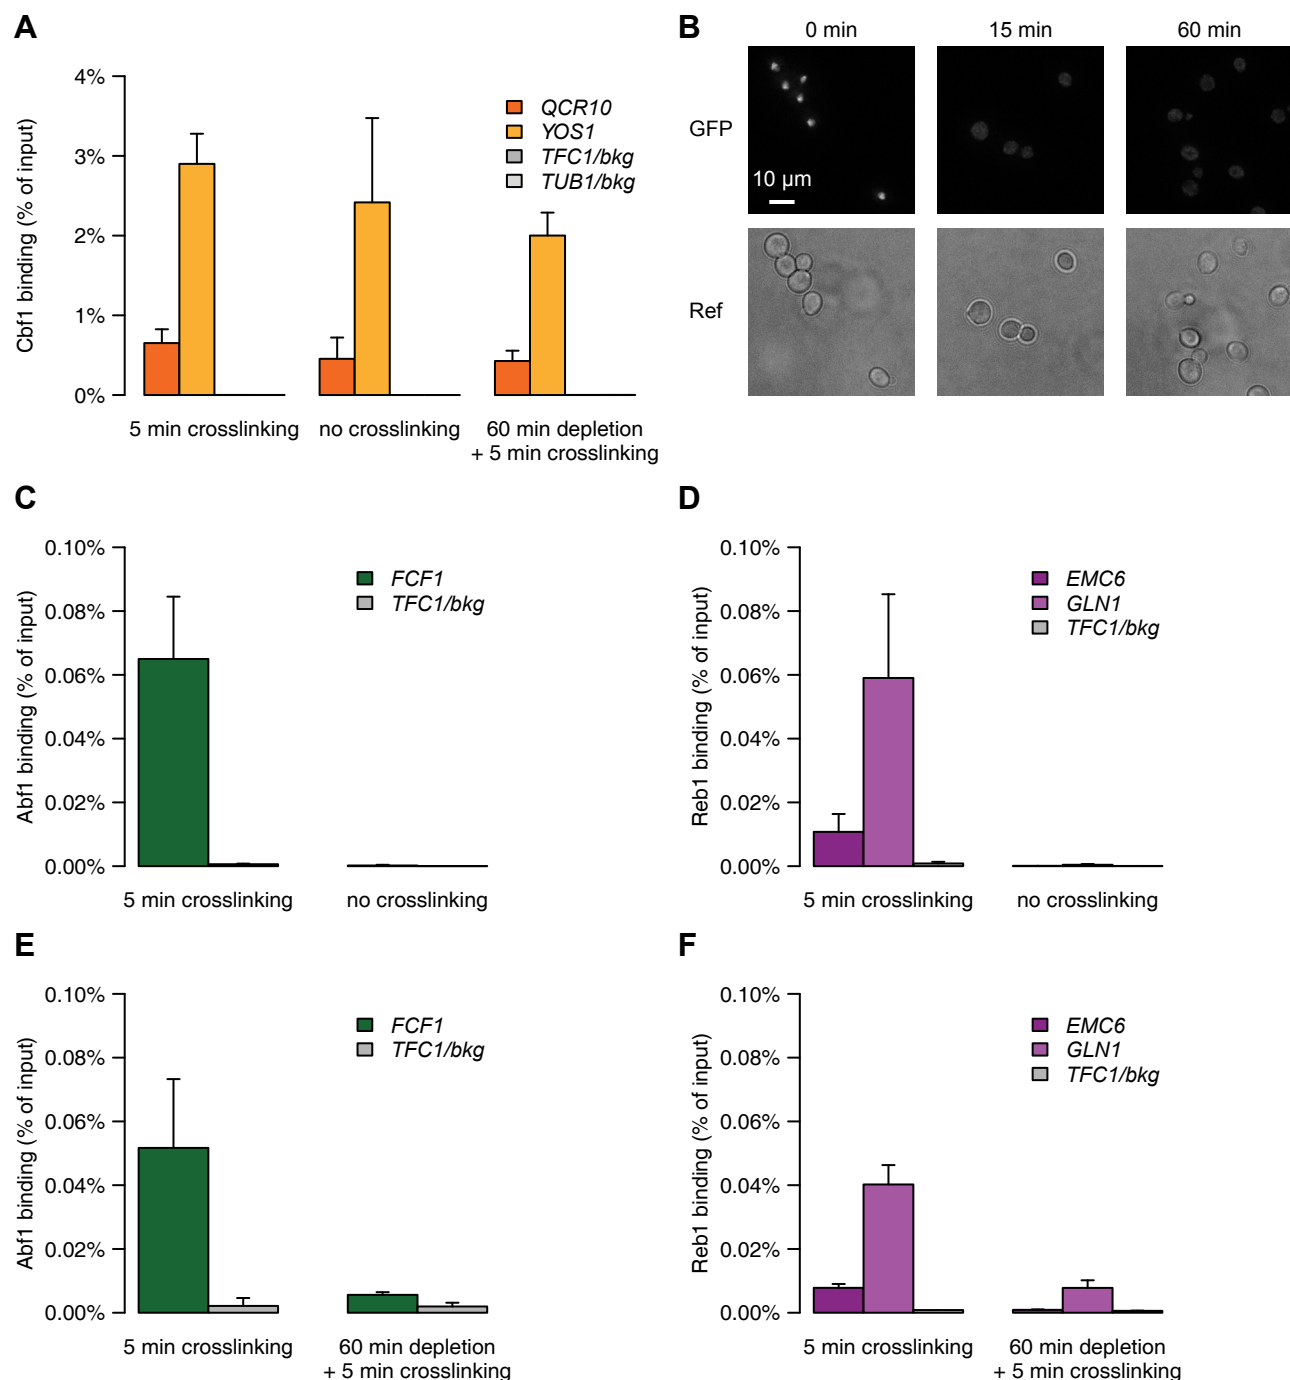 A
4%
3%
2%
1%
0%
Cbf1 binding (% of input)
QCR10
YOS1
TFC1/bkg
TUB1/bkg
5 min crosslinking
no crosslinking
60 min depletion
+ 5 min crosslinking
B
0 min
15 min
60 min
GFP
10 µm
Ref
C
0.10%
0.08%
0.06%
0.04%
0.02%
0.00%
Abf1 binding (% of input)
FCF1
TFC1/bkg
5 min crosslinking
no crosslinking
D
0.10%
0.08%
0.06%
0.04%
0.02%
0.00%
Reb1 binding (% of input)
EMC6
GLN1
TFC1/bkg
5 min crosslinking
no crosslinking
E
0.10%
0.08%
0.06%
0.04%
0.02%
0.00%
Abf1 binding (% of input)
FCF1
TFC1/bkg
5 min crosslinking
60 min depletion
+ 5 min crosslinking
F
0.10%
0.08%
0.06%
0.04%
0.02%
0.00%
Reb1 binding (% of input)
EMC6
GLN1
TFC1/bkg
5 min crosslinking
60 min depletion
+ 5 min crosslinking